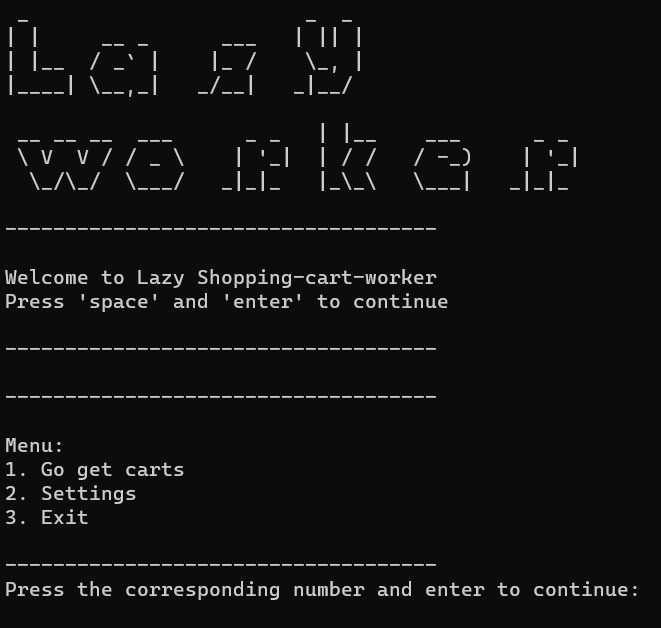 Lazy
worker
------------------------------------
Welcome to Lazy Shopping-cart-worker
Press 'space' and 'enter' to continue
------------------------------------
------------------------------------
Menu:
1. Go get carts
2. Settings
3. Exit
------------------------------------
Press the corresponding number and enter to continue: